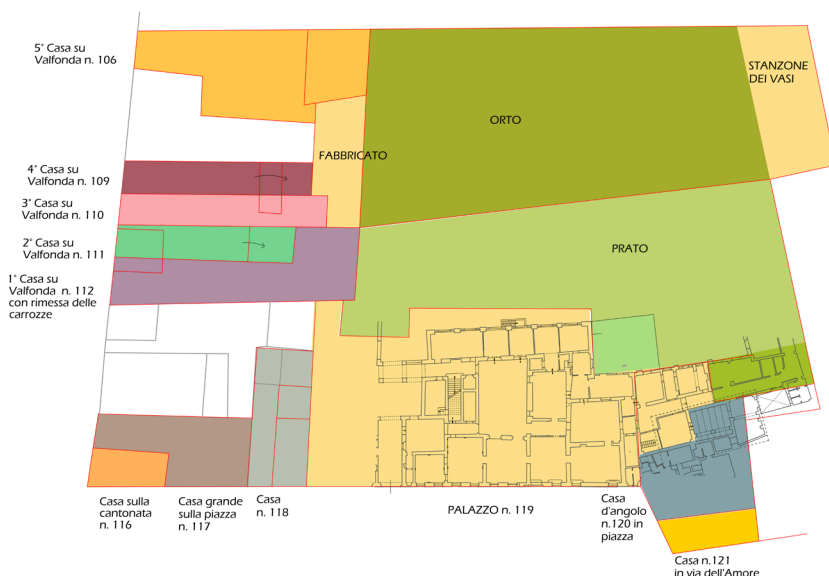 5° Casa su
Valfonda n. 106
STANZONE
DEI VASI
ORTO
FABBRICATO
4° Casa su
Valfonda n. 109
3° Casa su
Valfonda n. 110
2° Casa su
Valfonda n. 111
PRATO
1° Casa su
Valfonda n. 112
con rimessa delle
carrozze
Casa sulla
cantonata
n. 116
Casa grande
sulla piazza
n. 117
Casa
n. 118
PALAZZO n. 119
Casa
d'angolo
n.120 in
piazza
Casa n.121
in via dell'Amore